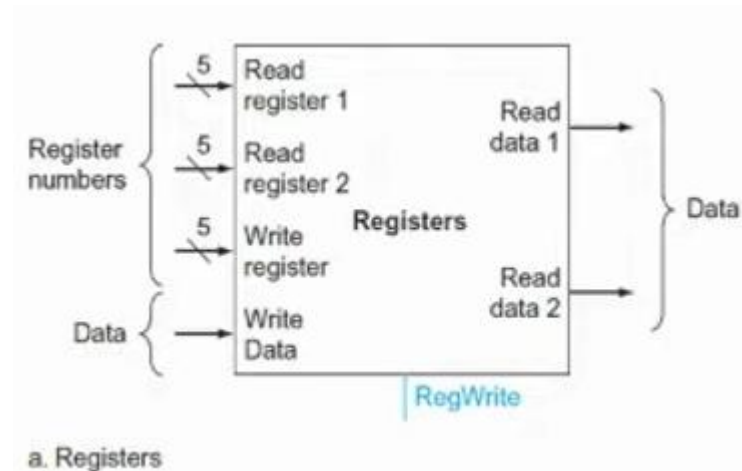 5
Read
register 1
5
Read
register 2
5
Write
register
Write
Data
Register
numbers
Data
Registers
Read
data 1
Read
data 2
Data
RegWrite
a. Registers